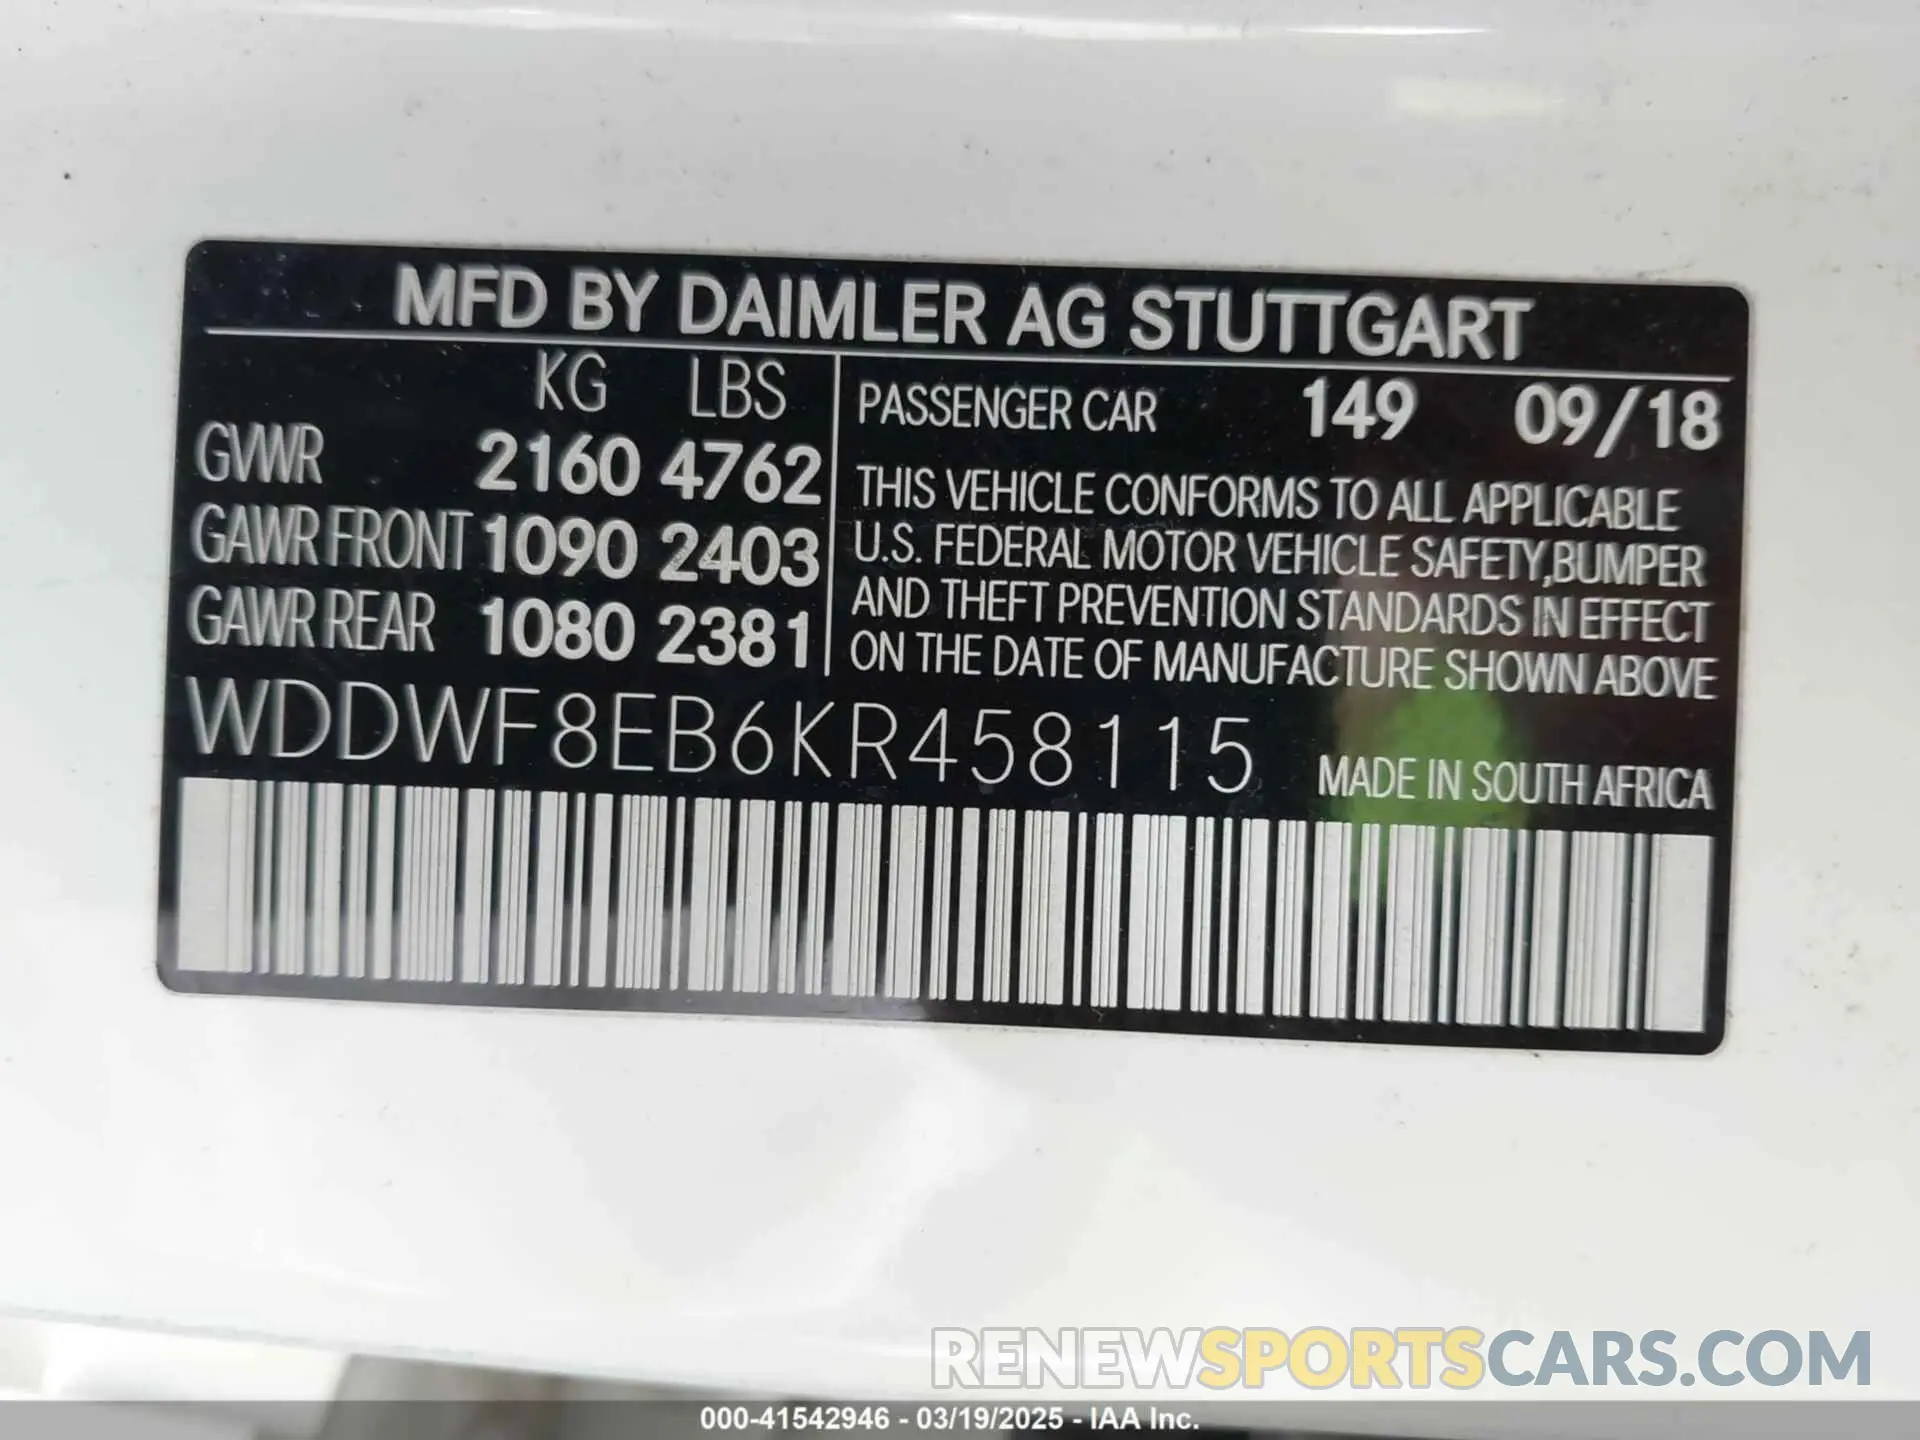 MFD BY DAIMLER AG STUTTGART
KG LBS
GVWR 2160 4762
GAWR FRONT 1090 2403
GAWR REAR 1080 2381
PASSENGER CAR 149 09/18
THIS VEHICLE CONFORMS TO ALL APPLICABLE
U.S. FEDERAL MOTOR VEHICLE SAFETY,BUMPER
AND THEFT PREVENTION STANDARDS IN EFFECT
ON THE DATE OF MANUFACTURE SHOWN ABOVE
WDDWF8EB6KR458115
MADE IN SOUTH AFRICA
RENEWSPORTSCARS.COM
000-41542946 - 03/19/2025 - IAA Inc.